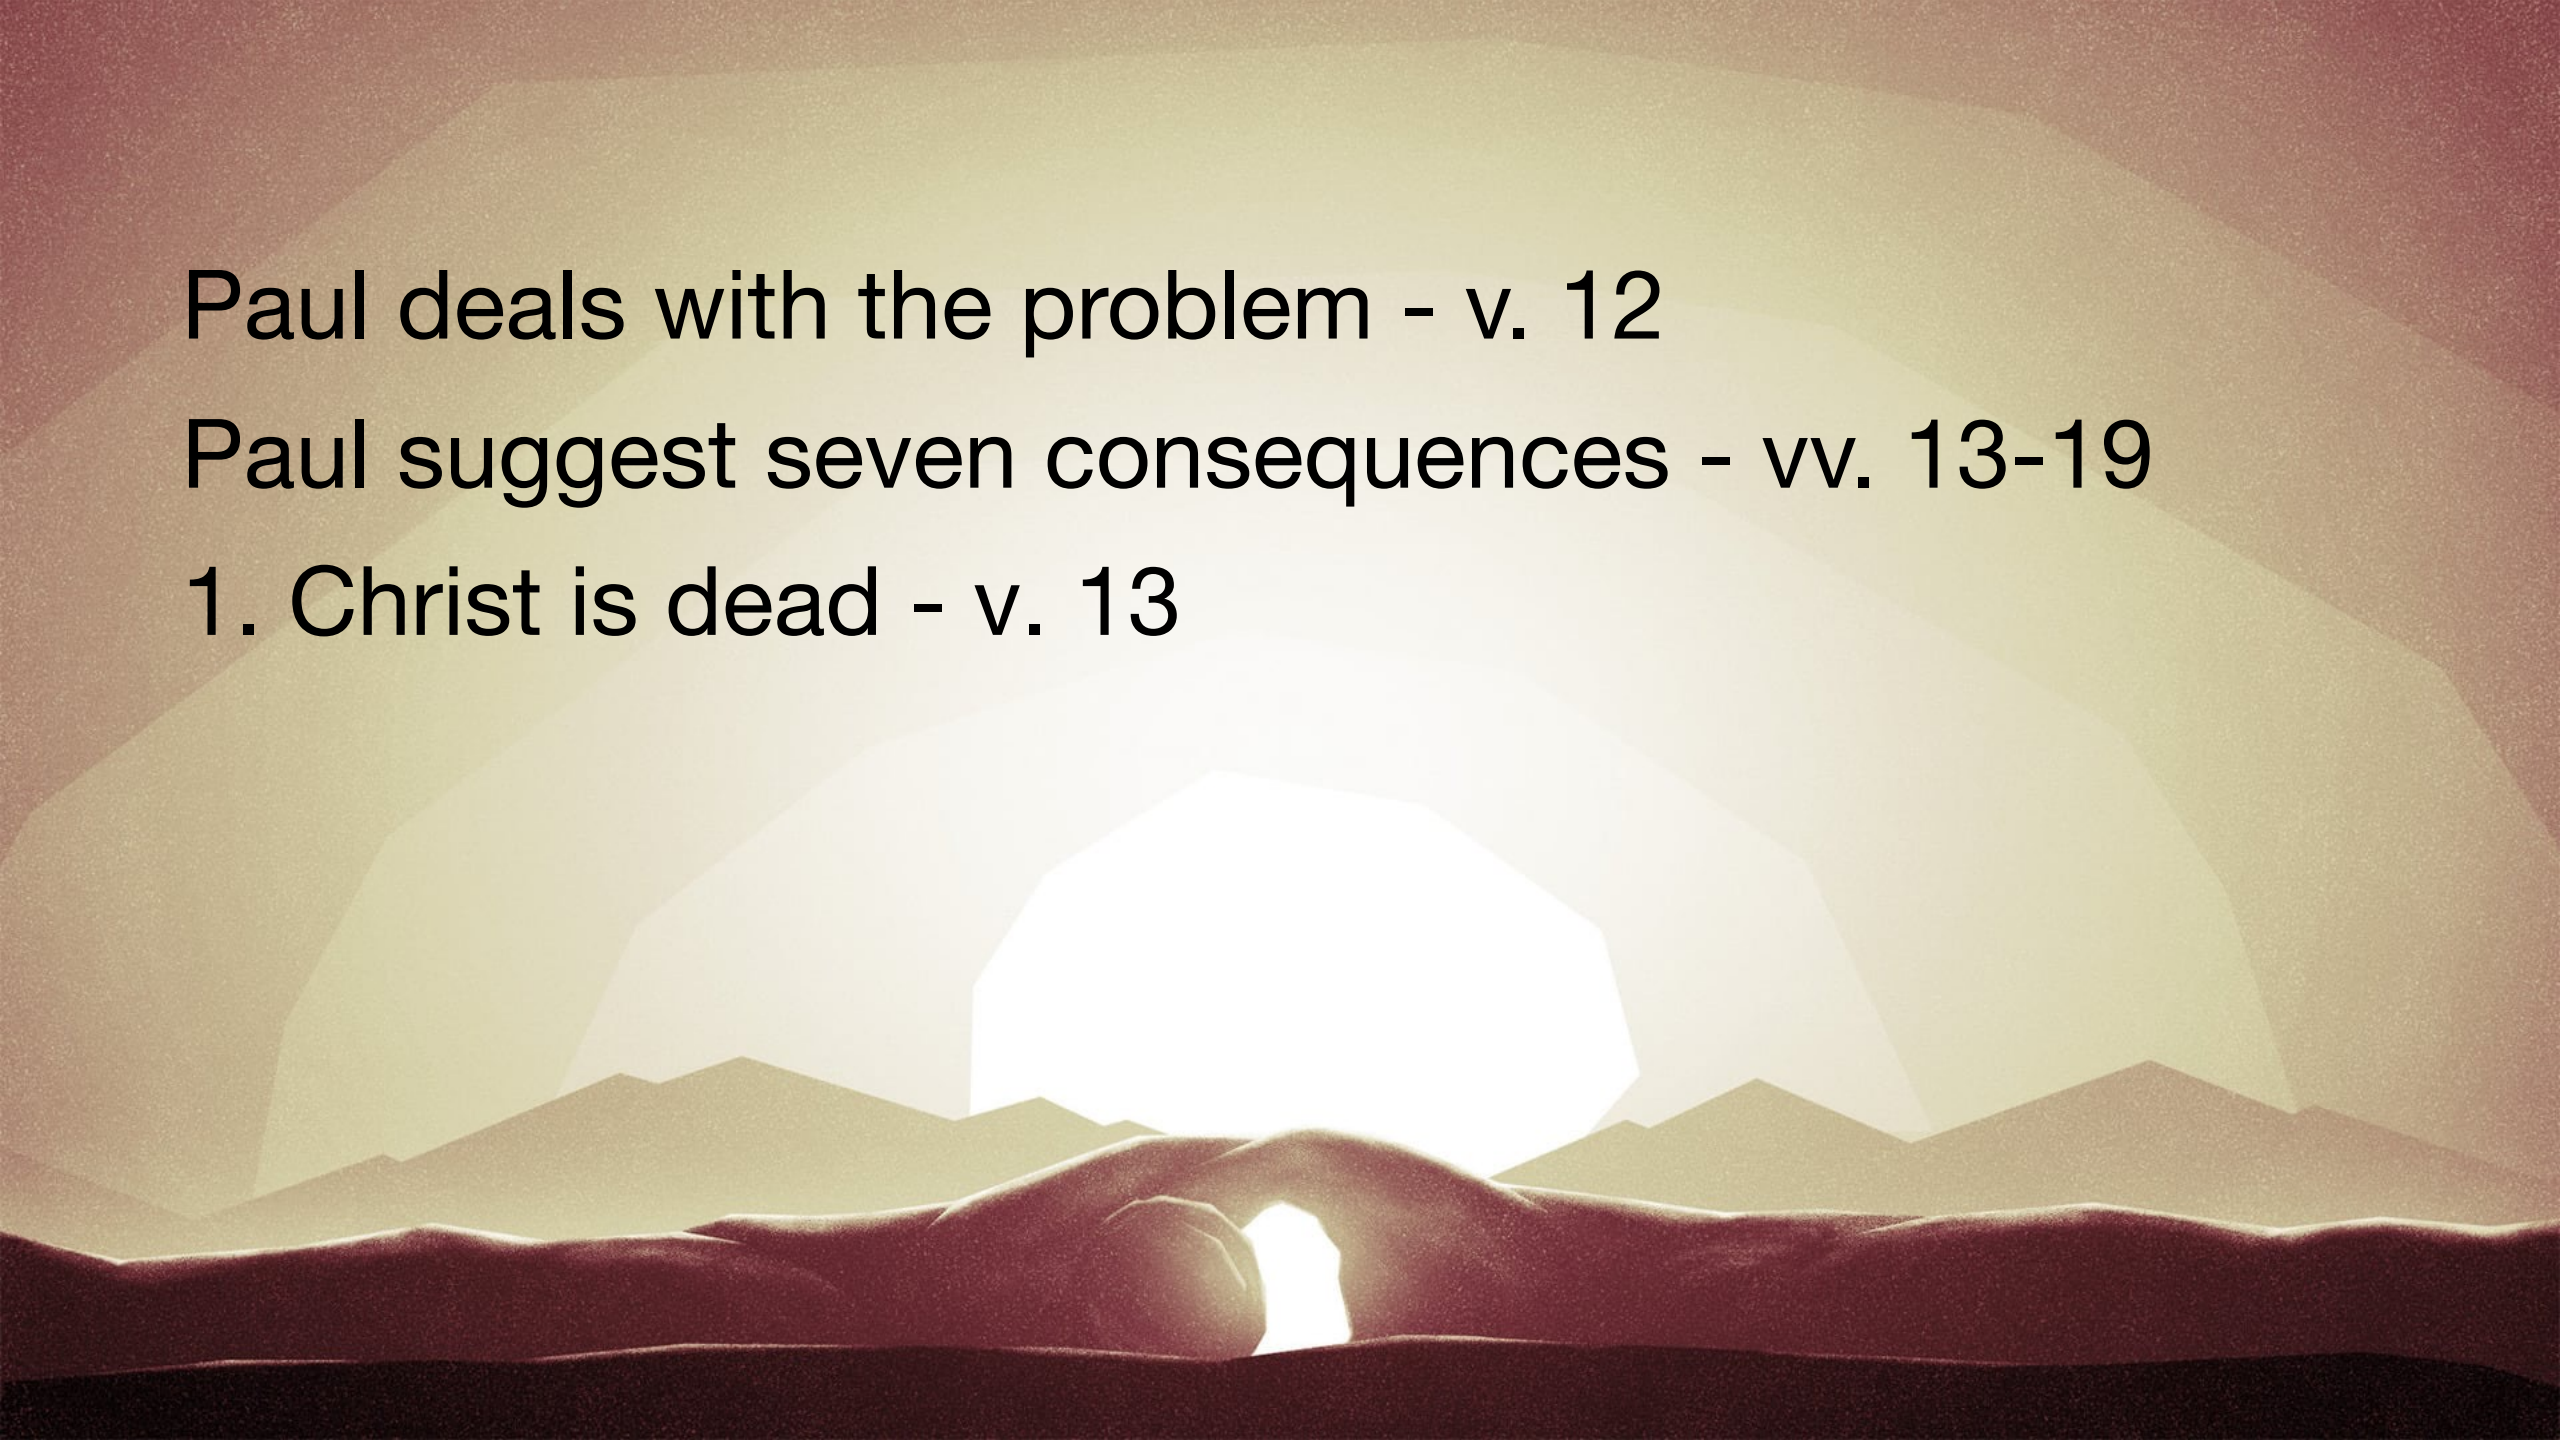 Paul deals with the problem - v. 12
Paul suggest seven consequences - vv. 13-19
1. Christ is dead - v. 13